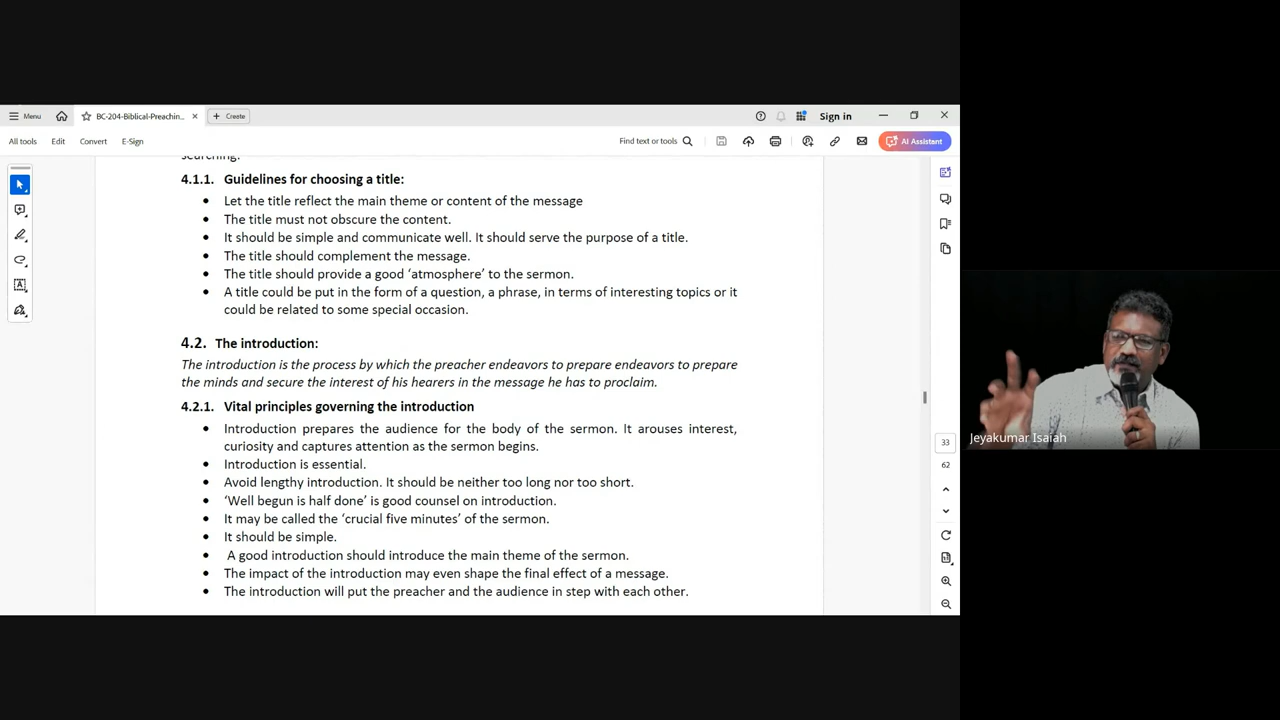 Menu
BC-204-Biblical-Preachin...
Create
Sign in
All tools
Edit
Convert
E-Sign
Find text or tools
AI Assistant
searching.
4.1.1. Guidelines for choosing a title:
• Let the title reflect the main theme or content of the message
• The title must not obscure the content.
• It should be simple and communicate well. It should serve the purpose of a title.
• The title should complement the message.
• The title should provide a good ‘atmosphere’ to the sermon.
• A title could be put in the form of a question, a phrase, in terms of interesting topics or it
could be related to some special occasion.
4.2. The introduction:
The introduction is the process by which the preacher endeavors to prepare endeavors to prepare
the minds and secure the interest of his hearers in the message he has to proclaim.
4.2.1. Vital principles governing the introduction
• Introduction prepares the audience for the body of the sermon. It arouses interest,
curiosity and captures attention as the sermon begins.
• Introduction is essential.
• Avoid lengthy introduction. It should be neither too long nor too short.
• ‘Well begun is half done’ is good counsel on introduction.
• It may be called the ‘crucial five minutes’ of the sermon.
• It should be simple.
• A good introduction should introduce the main theme of the sermon.
• The impact of the introduction may even shape the final effect of a message.
• The introduction will put the preacher and the audience in step with each other.
33
62
Jeyakumar Isaiah